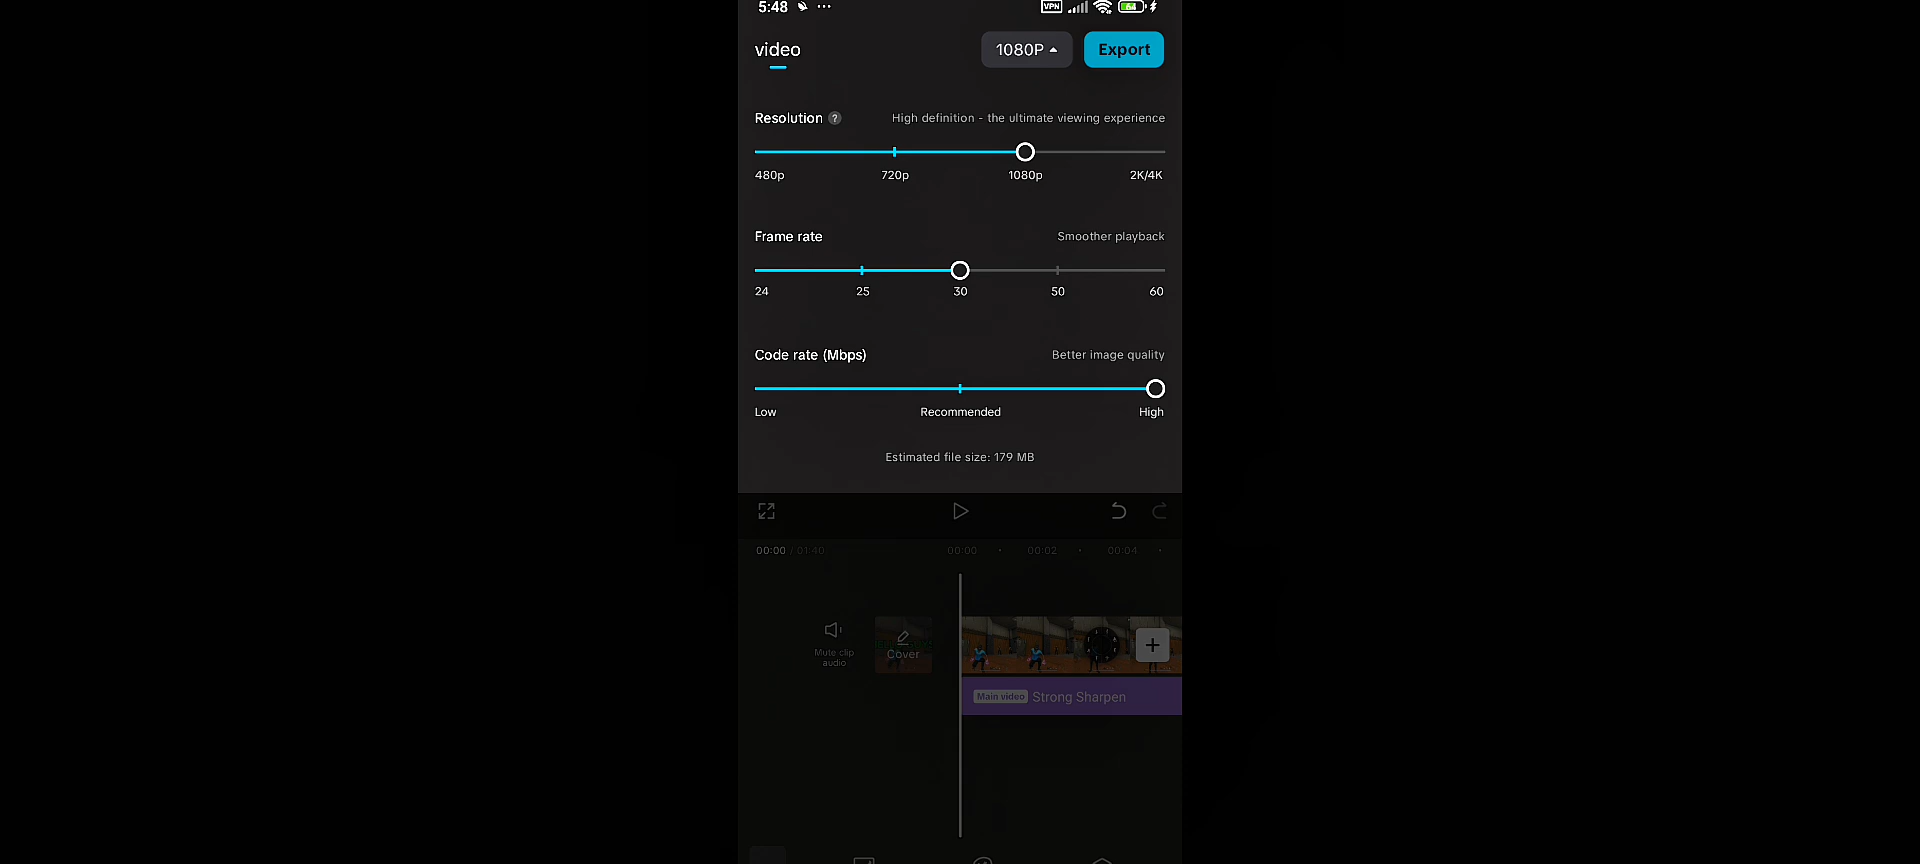 5:48
VPN
64
video
1080P
Export
Resolution ?
High definition - the ultimate viewing experience
480p 720p 1080p 2K/4K
Frame rate
Smoother playback
24 25 30 50 60
Code rate (Mbps)
Better image quality
Low Recommended High
Estimated file size: 179 MB
00:00 / 01:40
00:00 00:02 00:04
Mute clip
audio
Cover
Main video Strong Sharpen